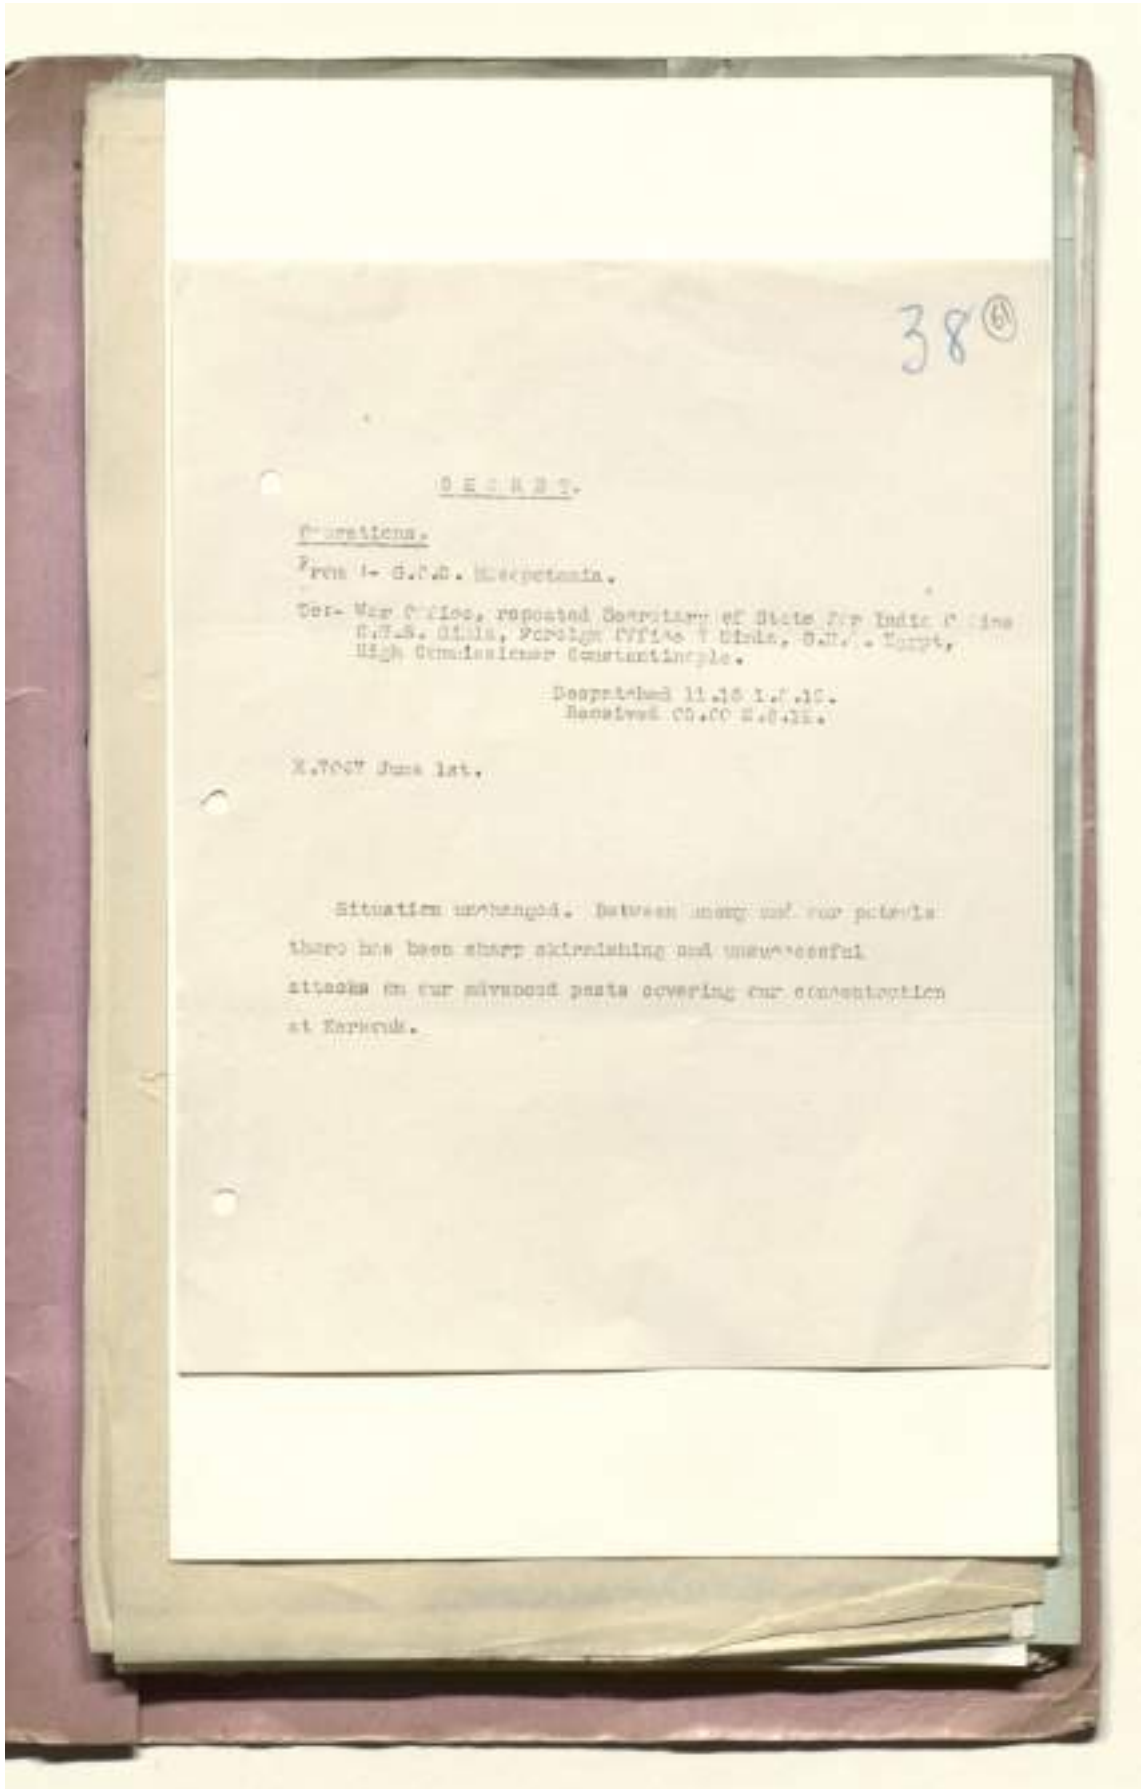 38 61
SECRET.
Operations.
From :- G.O.C. Mesopotamia.
To:- War Office, repeated Secretary of State for India
Simla, Foreign Office Simla, Egypt,
High Commissioner Constantinople.
Despatched
Received
June 1st.
Situation unchanged. Between enemy and our patrols
there has been sharp skirmishing and unsuccessful
attacks on our advanced posts covering our concentration
at